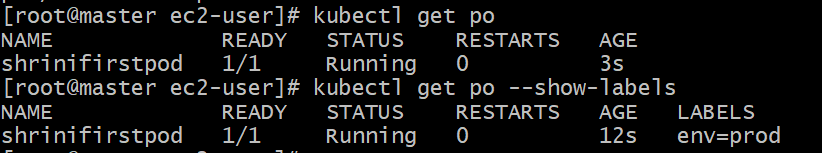 [root@master ec2-user]# kubectl get po
NAME READY STATUS RESTARTS AGE
shrinifirstpod 1/1 Running 0 3s
[root@master ec2-user]# kubectl get po --show-labels
NAME READY STATUS RESTARTS AGE LABELS
shrinifirstpod 1/1 Running 0 12s env=prod